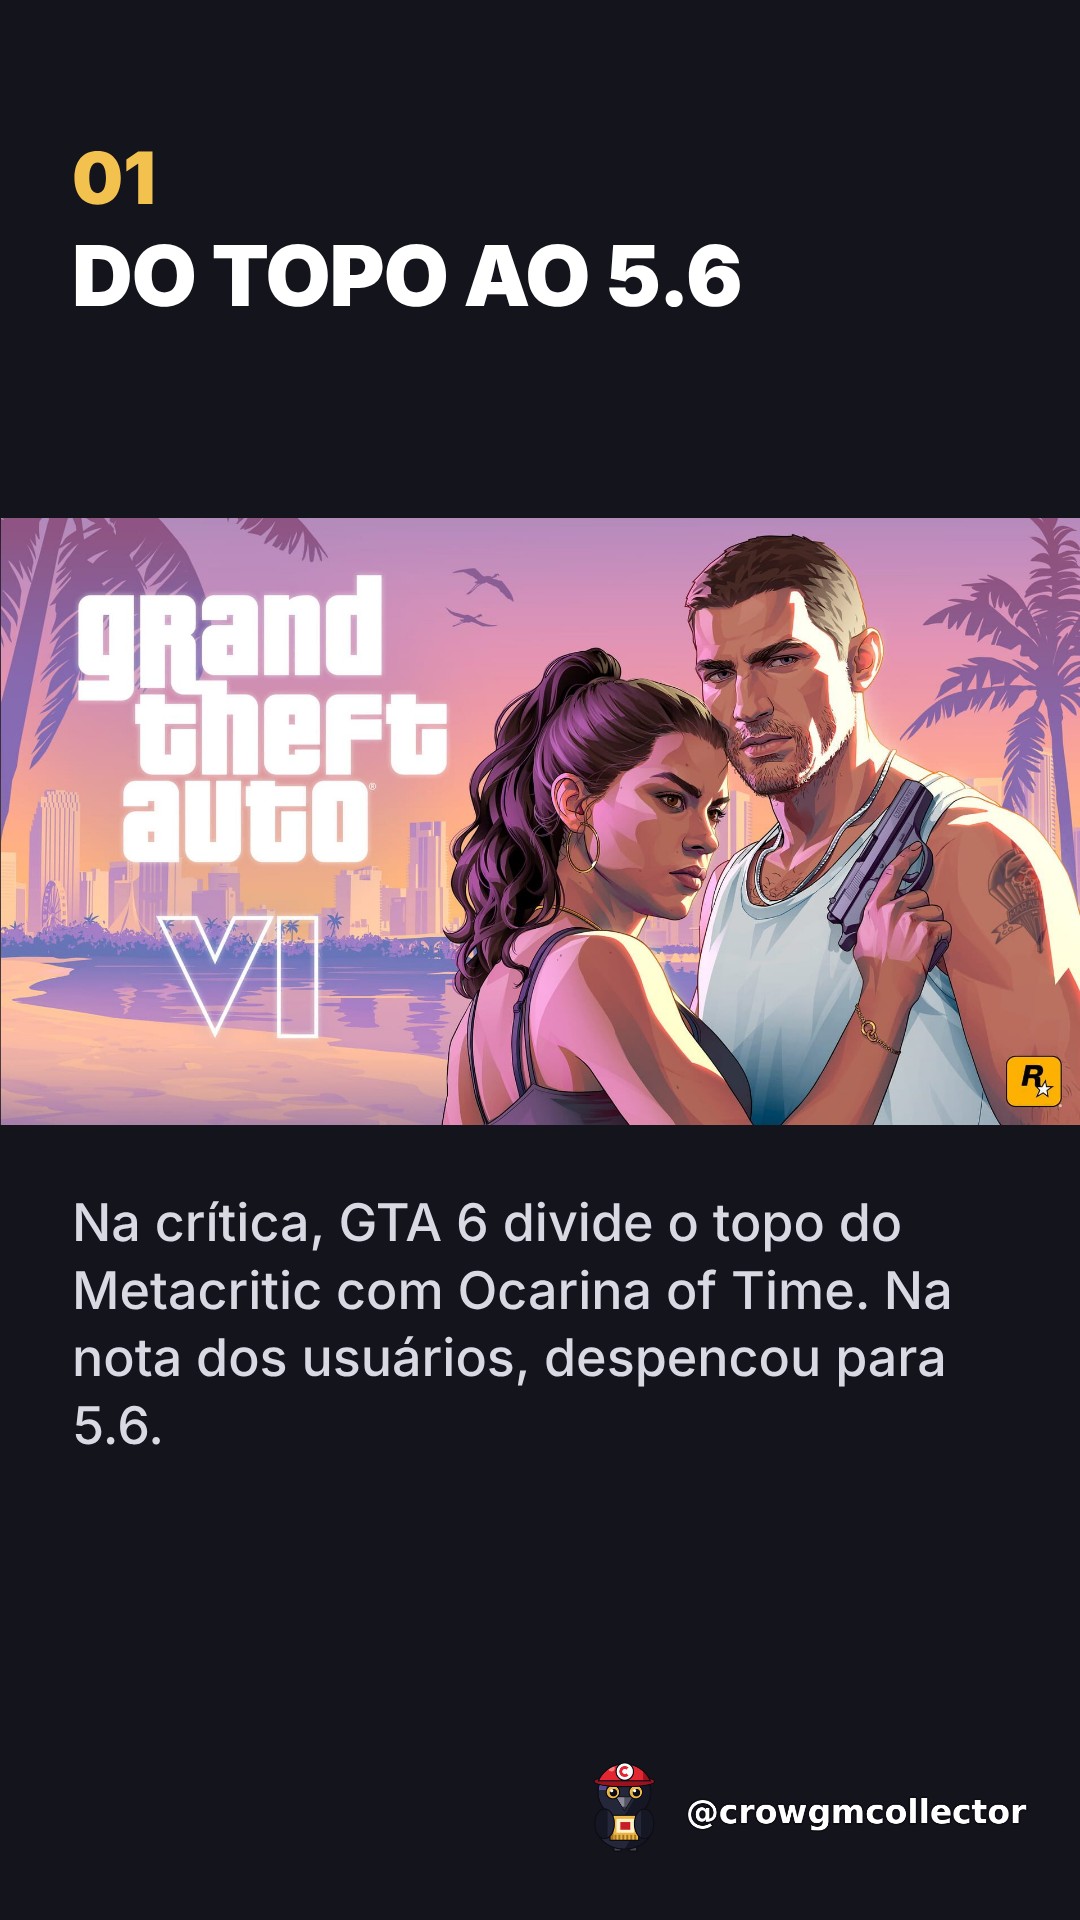 01
DO TOPO AO 5.6
grand
theft
auto®
VI
R
Na crítica, GTA 6 divide o topo do
Metacritic com Ocarina of Time. Na
nota dos usuários, despencou para
5.6.
C
@crowgmcollector